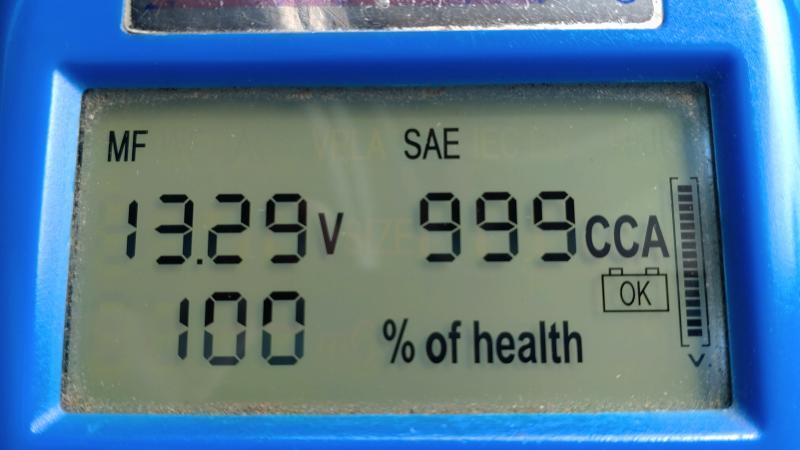 MF SAE
13.29 V 999 CCA
OK
100 % of health